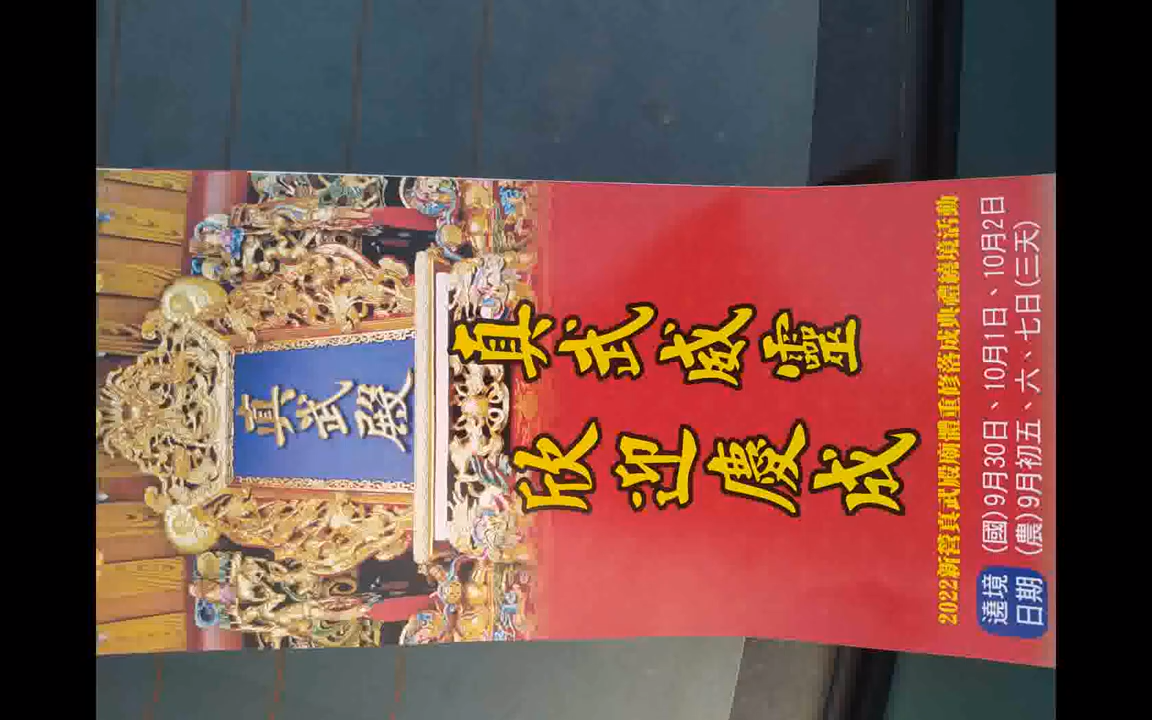 真武殿
真武威靈
欣迎慶成
2022新營真武殿廟體重修落成典禮繞境活動
遶境日期
(國)9月30日、10月1日、10月2日
(農)9月初五、六、七日(三天)